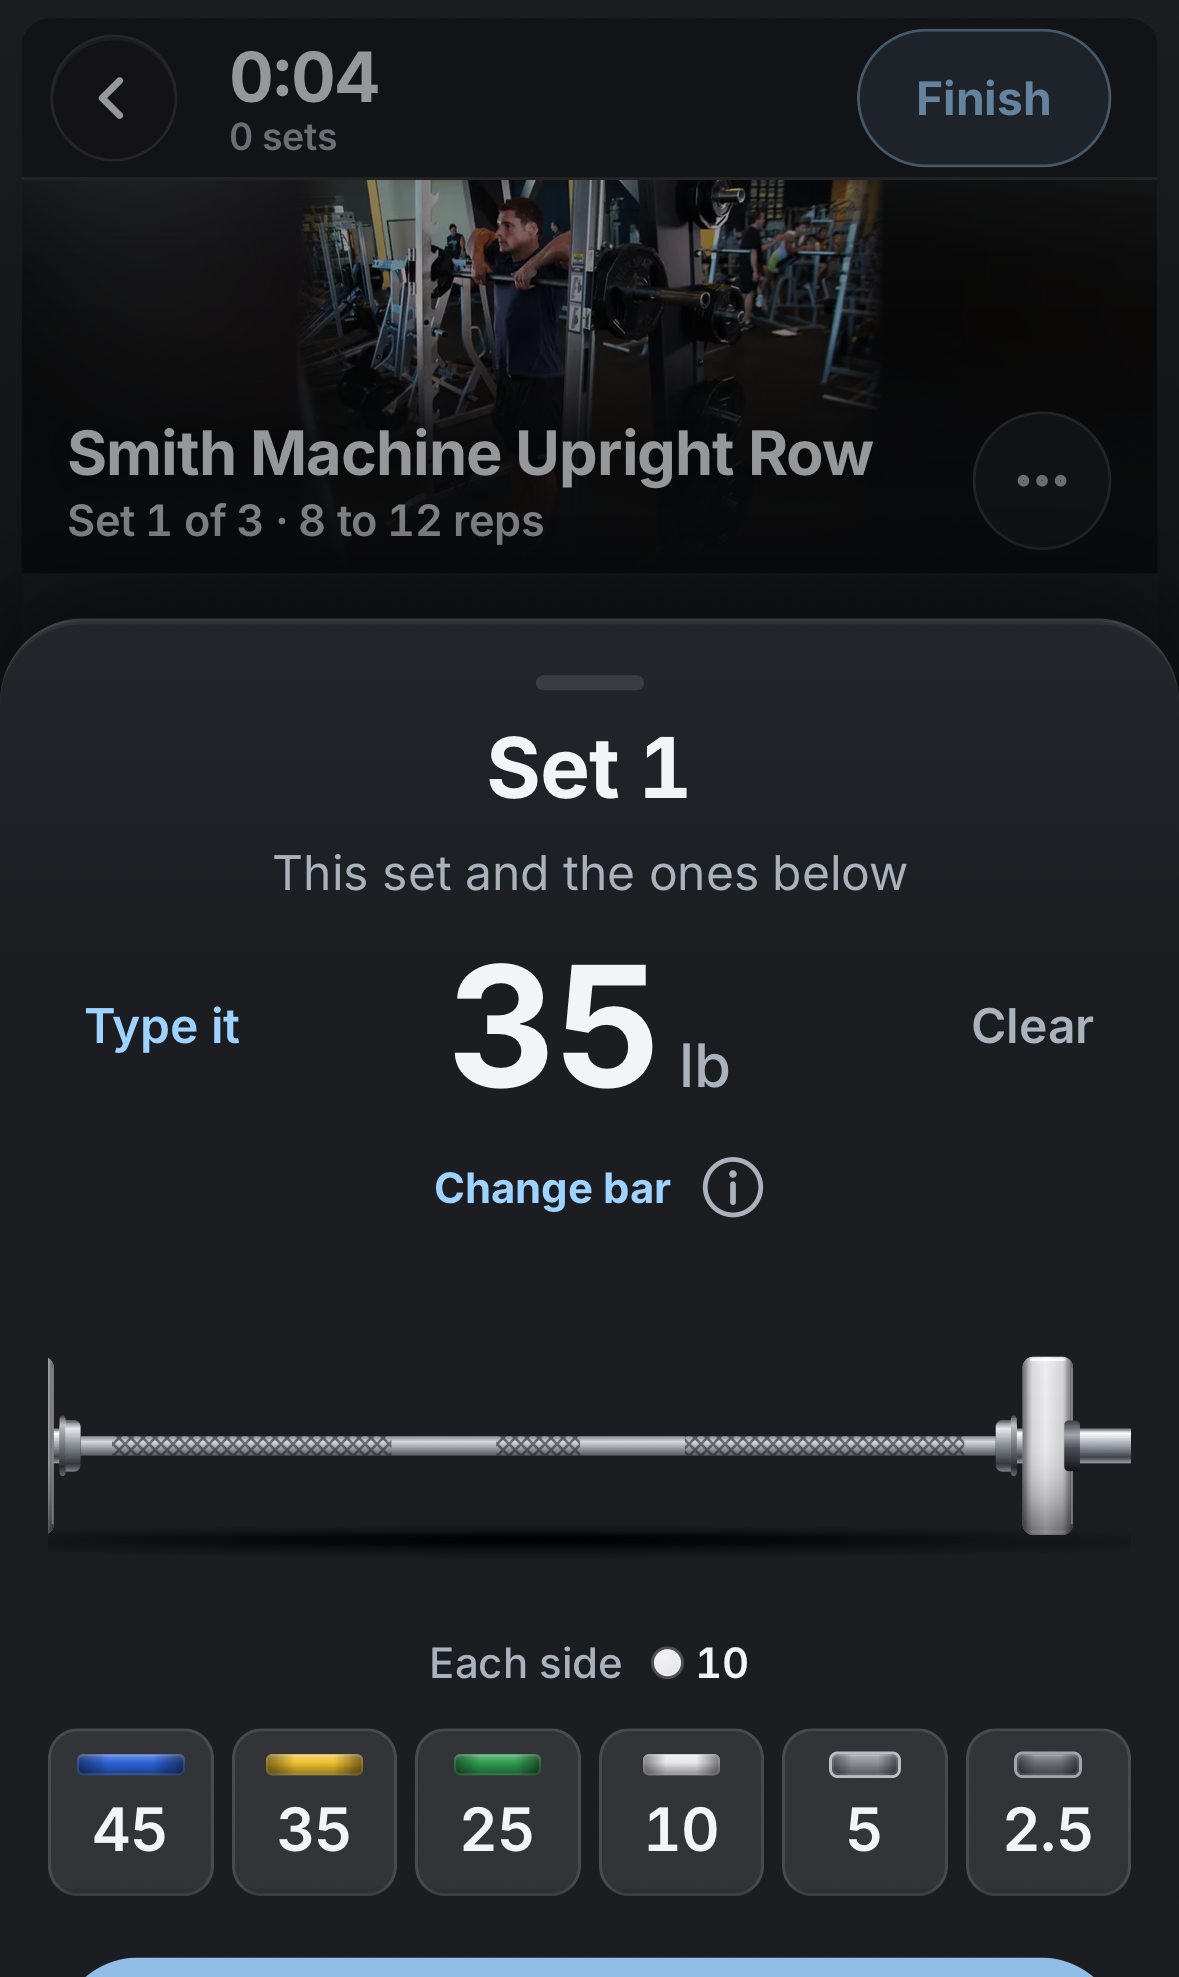 0:04
0 sets
Finish
Smith Machine Upright Row
Set 1 of 3 · 8 to 12 reps
Set 1
This set and the ones below
Type it
35 lb
Clear
Change bar
Each side 10
45 35 25 10 5 2.5